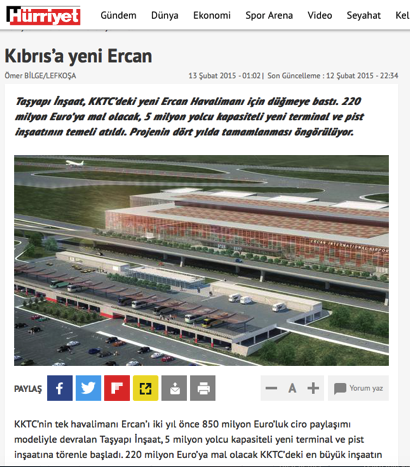 Hürriyet
Gündem Dünya Ekonomi Spor Arena Video Seyahat Kel
Kıbrıs'a yeni Ercan
Ömer BİLGE/LEFKOŞA 13 Şubat 2015 - 01:02 | Son Güncelleme : 12 Şubat 2015 - 22:34
Taşyapı İnşaat, KKTC'deki yeni Ercan Havalimanı için düğmeye bastı. 220
milyon Euro'ya mal olacak, 5 milyon yolcu kapasiteli yeni terminal ve pist
inşaatının temeli atıldı. Projenin dört yılda tamamlanması öngörülüyor.
PAYLAŞ
A
Yorum yaz
KKTC'nin tek havalimanı Ercan'ı iki yıl önce 850 milyon Euro'luk ciro paylaşımı
modeliyle devralan Taşyapı İnşaat, 5 milyon yolcu kapasiteli yeni terminal ve pist
inşaatına törenle başladı. 220 milyon Euro'ya mal olacak KKTC'deki en büyük inşaatın